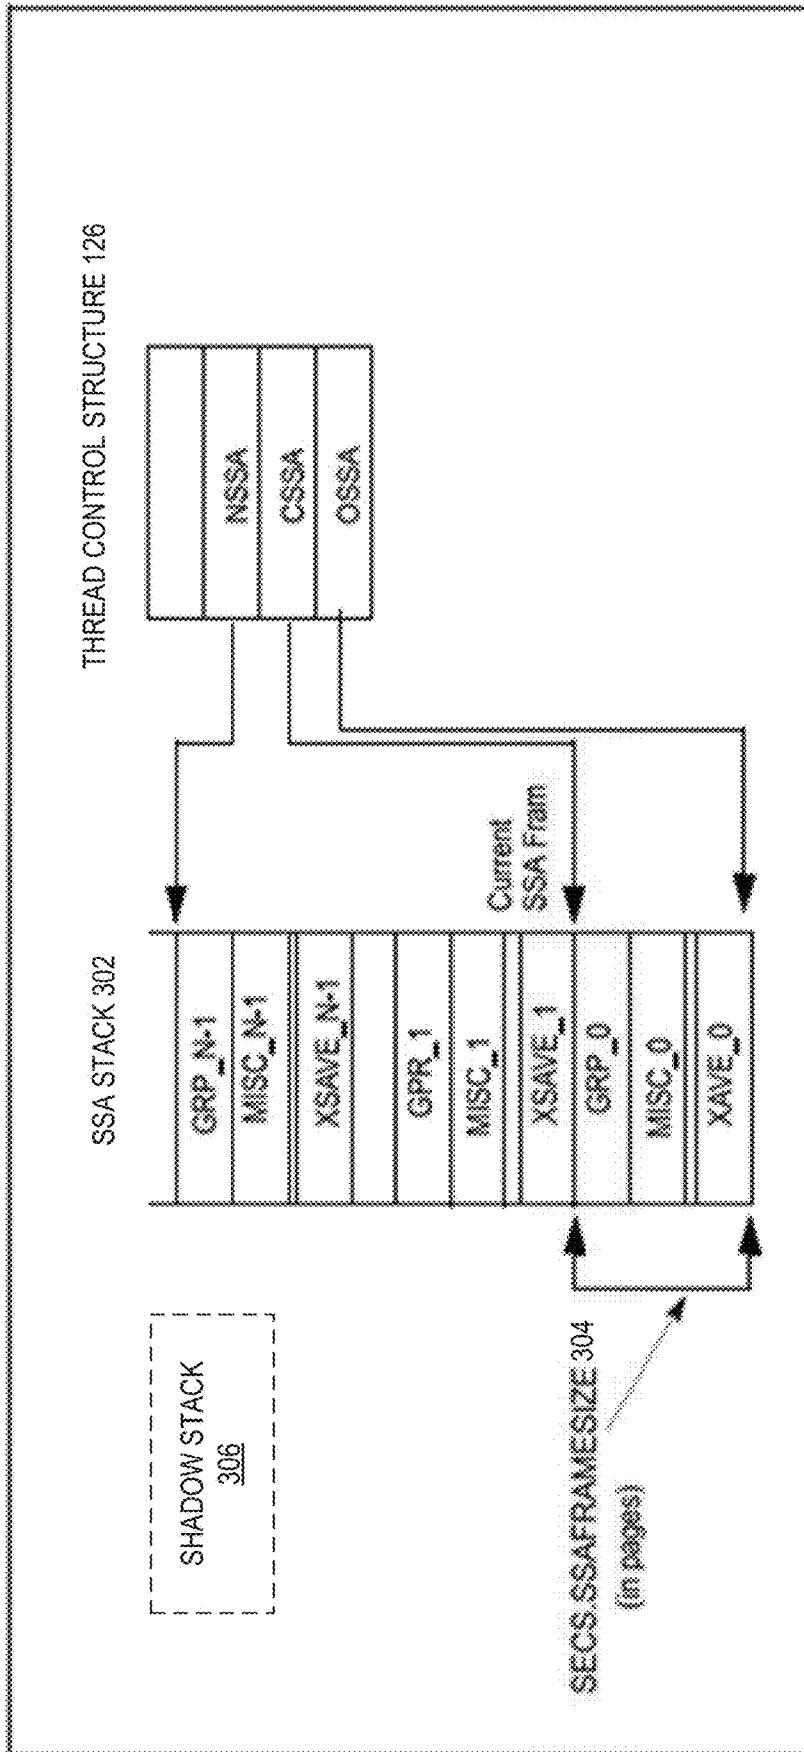 SHADOW STACK
306
SSA STACK 302
THREAD CONTROL STRUCTURE 126
GRP_N-1
MISC_N-1
XSAVE_N-1
GPR_1
MISC_1
XSAVE_1
GRP_0
MISC_0
XAVE_0
NSSA
CSSA
OSSA
Current
SSA Fram
SECS.SSAFRAMESIZE 304
(in pages)